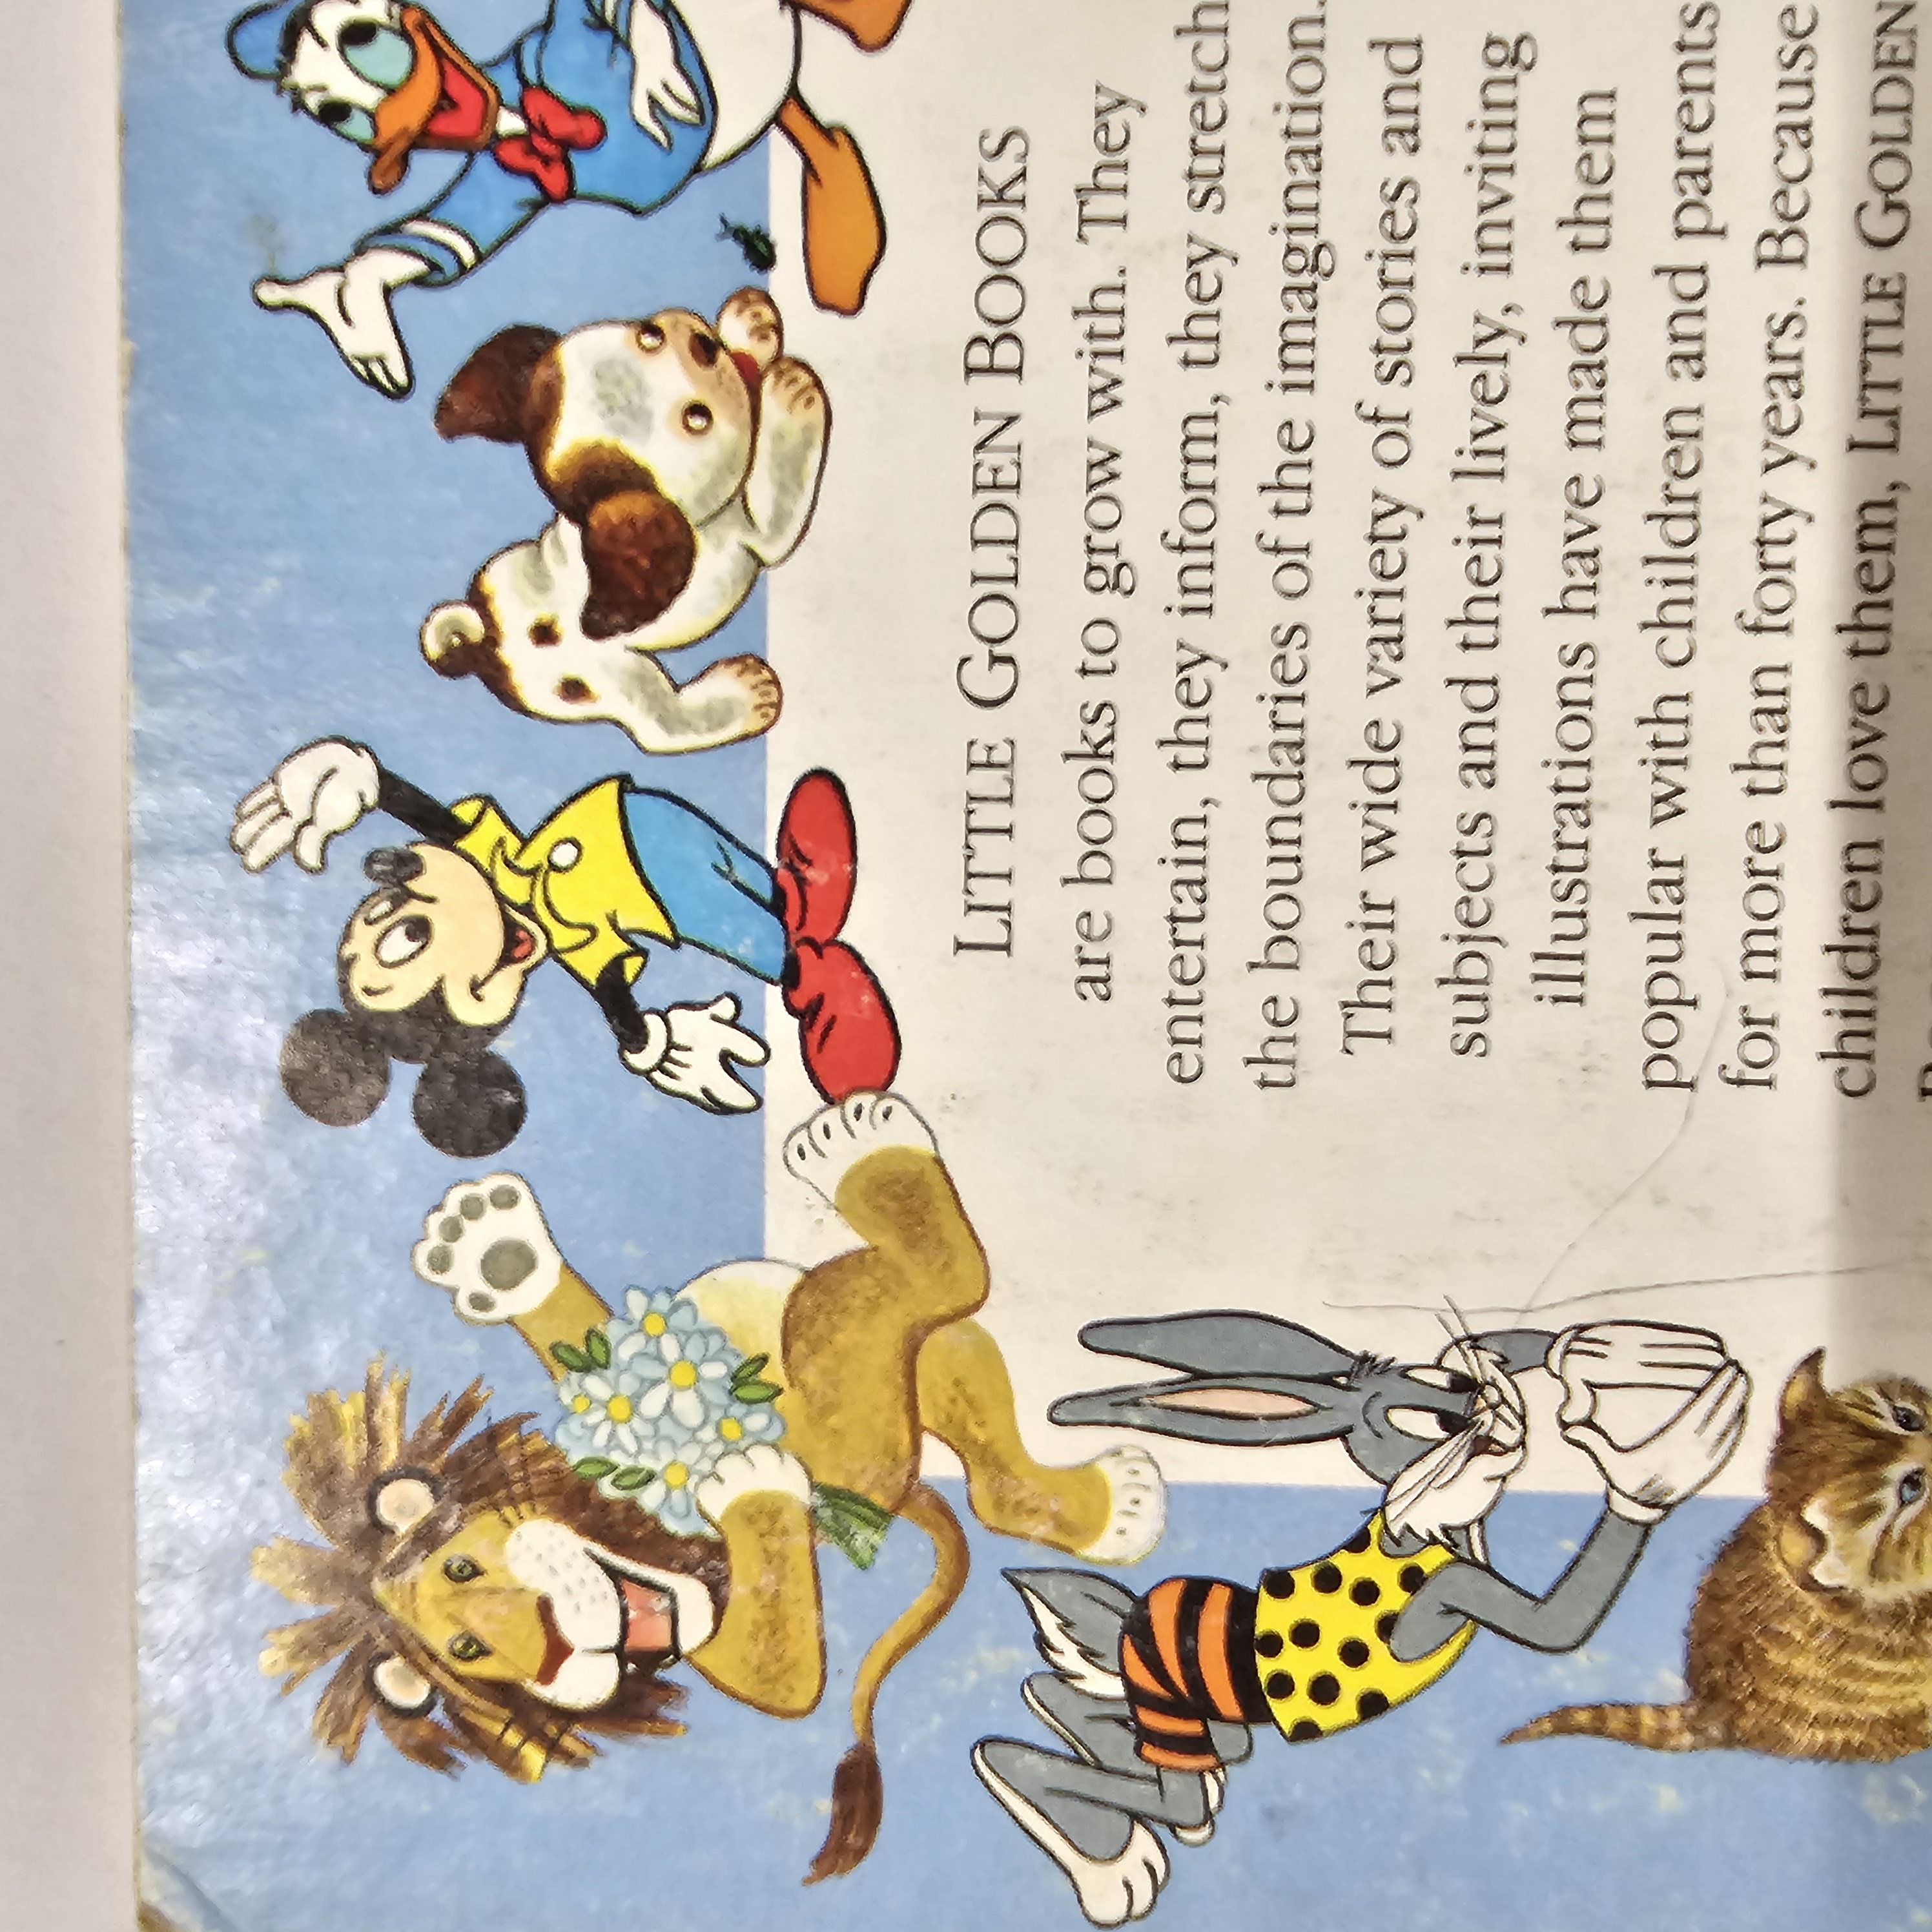 LITTLE GOLDEN BOOKS
are books to grow with. They
entertain, they inform, they stretch
the boundaries of the imagination.
Their wide variety of stories and
subjects and their lively, inviting
illustrations have made them
popular with children and parents
for more than forty years. Because
children love them, LITTLE GOLDEN